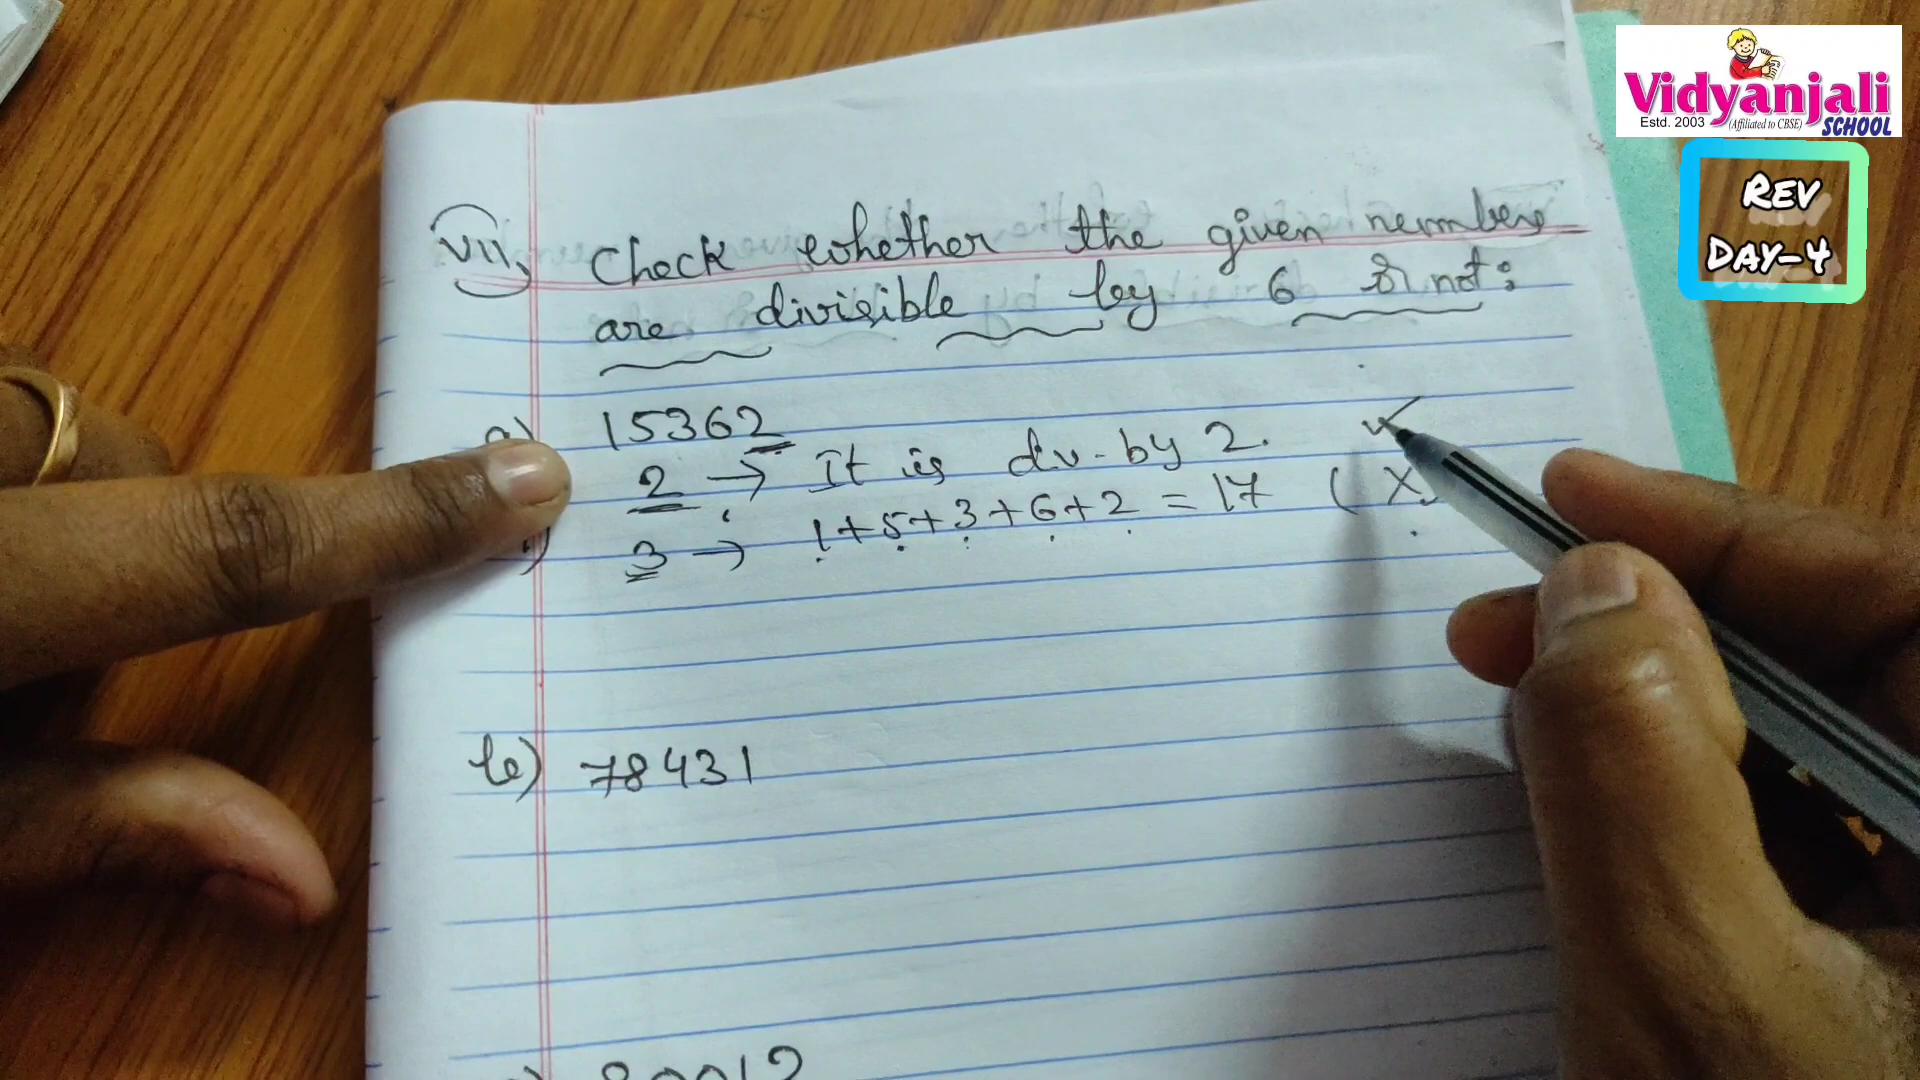 Vidyanjali
Estd. 2003 (Affiliated to CBSE) SCHOOL
REV
DAY-4
VII, Check whether the given numbers
are divisible by 6 or not:
a) 15362
2 → It is div. by 2.
3 → 1+5+3+6+2 = 17 (X)
b) 78431